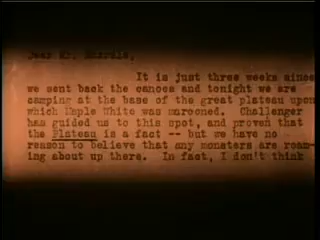 Dear Mr.
It is just three weeks since
we sent back the canoes and tonight we are
camping at the base of the great plateau upon
which Maple White was marooned. Challenger
has guided us to this spot, and proven that
the Plateau is a fact -- but we have no
reason to believe that any monsters are roam-
ing about up there. In fact, I don't think